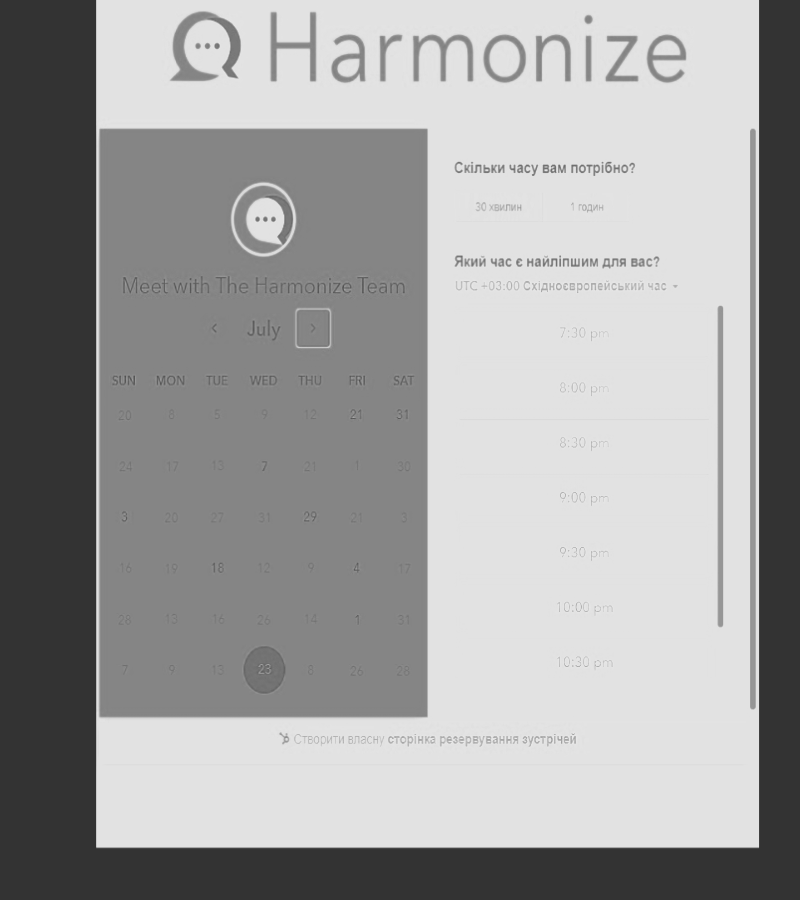 Harmonize
Meet with The Harmonize Team
July
SUN MON TUE WED THU FRI SAT
20 8 5 9 12 21 31
24 17 13 7 21 1 30
3 20 27 31 29 21 3
16 19 18 12 9 4 17
28 13 16 26 14 1 31
7 9 13 23 8 26 28
Скільки часу вам потрібно?
30 хвилин 1 годин
Який час є найліпшим для вас?
UTC +03:00 Східноєвропейський час
7:30 pm
8:00 pm
8:30 pm
9:00 pm
9:30 pm
10:00 pm
10:30 pm
Створити власну сторінка резервування зустрічей